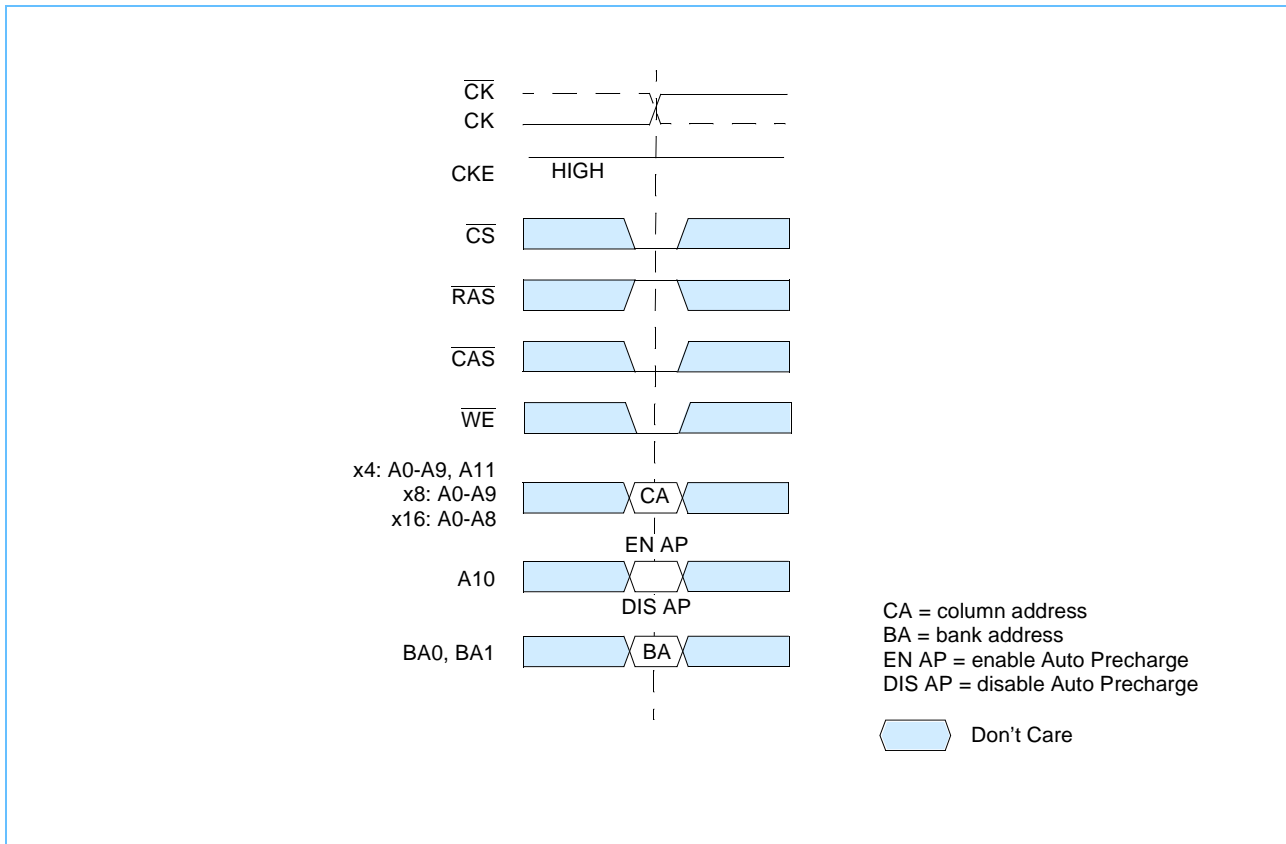 CK
CK
CKE
HIGH
CS
RAS
CAS
WE
x4: A0-A9, A11
x8: A0-A9
x16: A0-A8
CA
EN AP
A10
DIS AP
BA0, BA1
BA
CA = column address
BA = bank address
EN AP = enable Auto Precharge
DIS AP = disable Auto Precharge
Don't Care